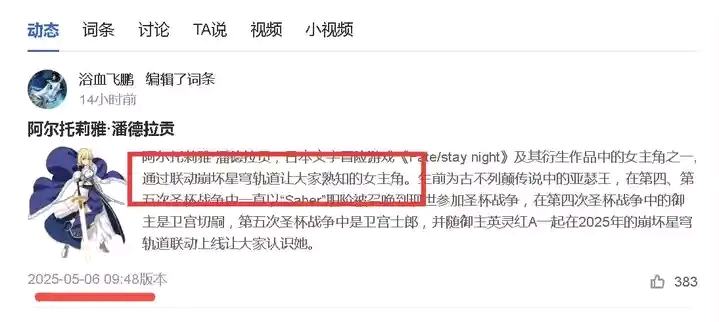 动态 词条 讨论 TA说 视频 小视频
浴血飞鹏 编辑了词条
14小时前
阿尔托莉雅·潘德拉贡
阿尔托莉雅·潘德拉贡，日本文字冒险游戏《Fate/stay night》及其衍生作品中的女主角之一，
通过联动崩坏星穹轨道让大家熟知的女主角。生前为古不列颠传说中的亚瑟王，在第四、第
五次圣杯战争中一直以“Saber”职阶被召唤到现世参加圣杯战争，在第四次圣杯战争中的御
主是卫宫切嗣，第五次圣杯战争中是卫宫士郎，并随御主英灵红A一起在2025年的崩坏星穹
轨道联动上线让大家认识她。
2025-05-06 09:48版本
383